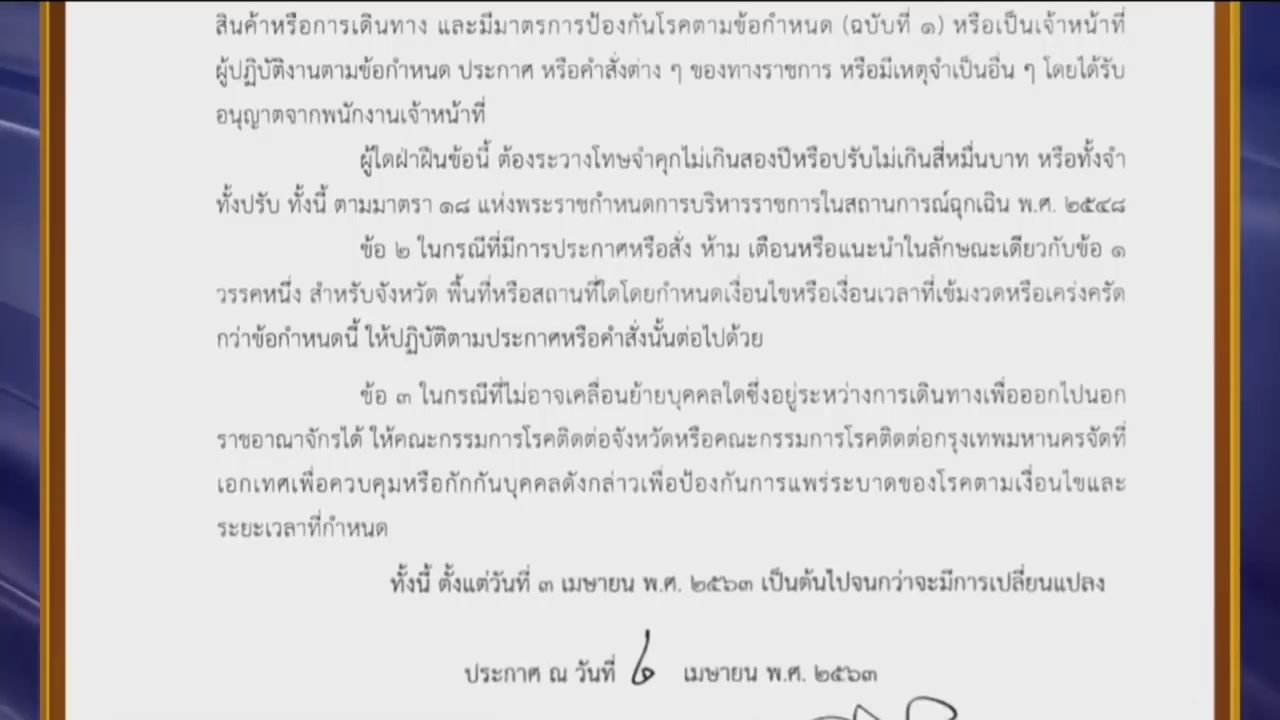 สินค้าหรือการเดินทาง และมีมาตรการป้องกันโรคตามข้อกำหนด (ฉบับที่ ๑) หรือเป็นเจ้าหน้าที่
ผู้ปฏิบัติงานตามข้อกำหนด ประกาศ หรือคำสั่งต่าง ๆ ของทางราชการ หรือมีเหตุจำเป็นอื่น ๆ โดยได้รับ
อนุญาตจากพนักงานเจ้าหน้าที่
ผู้ใดฝ่าฝืนข้อนี้ ต้องระวางโทษจำคุกไม่เกินสองปีหรือปรับไม่เกินสี่หมื่นบาท หรือทั้งจำ
ทั้งปรับ ทั้งนี้ ตามมาตรา ๑๘ แห่งพระราชกำหนดการบริหารราชการในสถานการณ์ฉุกเฉิน พ.ศ. ๒๕๔๘
ข้อ ๒ ในกรณีที่มีการประกาศหรือสั่ง ห้าม เตือนหรือแนะนำในลักษณะเดียวกับข้อ ๑
วรรคหนึ่ง สำหรับจังหวัด พื้นที่หรือสถานที่ใดโดยกำหนดเงื่อนไขหรือเงื่อนเวลาที่เข้มงวดหรือเคร่งครัด
กว่าข้อกำหนดนี้ ให้ปฏิบัติตามประกาศหรือคำสั่งนั้นต่อไปด้วย
ข้อ ๓ ในกรณีที่ไม่อาจเคลื่อนย้ายบุคคลใดซึ่งอยู่ระหว่างการเดินทางเพื่อออกไปนอก
ราชอาณาจักรได้ ให้คณะกรรมการโรคติดต่อจังหวัดหรือคณะกรรมการโรคติดต่อกรุงเทพมหานครจัดที่
เอกเทศเพื่อควบคุมหรือกักกันบุคคลดังกล่าวเพื่อป้องกันการแพร่ระบาดของโรคตามเงื่อนไขและ
ระยะเวลาที่กำหนด
ทั้งนี้ ตั้งแต่วันที่ ๓ เมษายน พ.ศ. ๒๕๖๓ เป็นต้นไปจนกว่าจะมีการเปลี่ยนแปลง
ประกาศ ณ วันที่ ๒ เมษายน พ.ศ. ๒๕๖๓